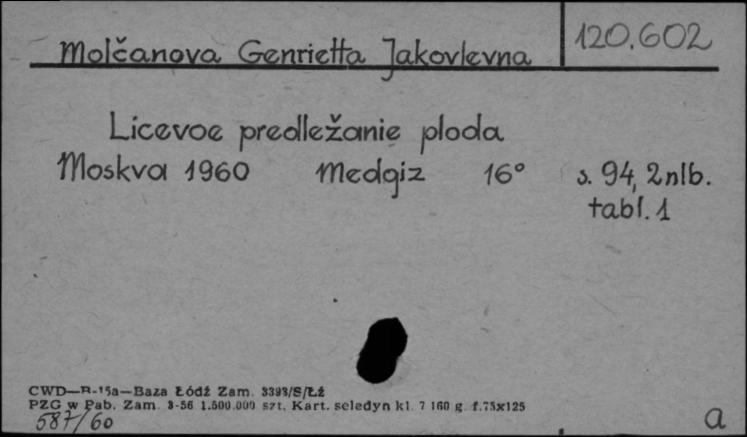 Molčanova Genrietta Jakovlevna
120.602
Licevoe predležanie ploda
Moskva 1960 Medgiz 16° s. 94, 2nlb.
tabl. 1
CWD—B-15a—Baza Łódź Zam. 3393/S/Łź
PZG w Pab. Zam. 3-56 1.500.000 szt. Kart. seledyn kl. 7 160 g. f.75x125
587/60
a